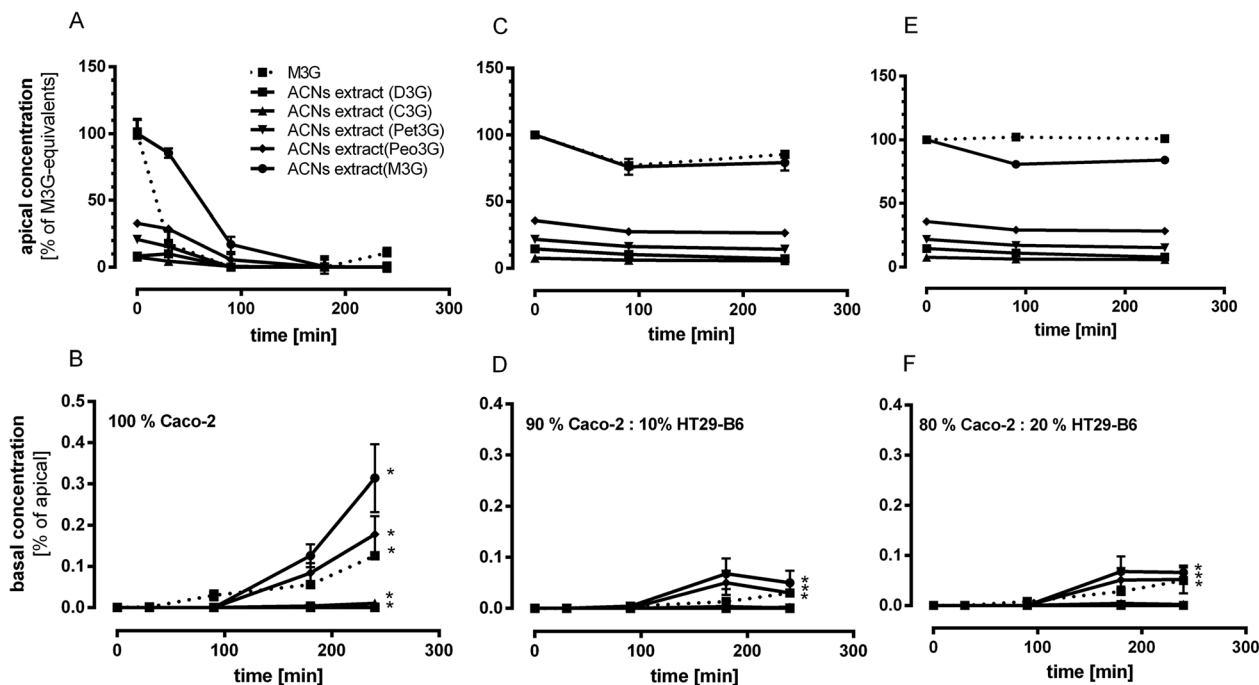 A
apical concentration
[% of M3G-equivalents]
150
100
50
0
0
100
200
300
time [min]
M3G
ACNs extract (D3G)
ACNs extract (C3G)
ACNs extract (Pet3G)
ACNs extract(Peo3G)
ACNs extract(M3G)
C
150
100
50
0
0
100
200
300
time [min]
E
150
100
50
0
0
100
200
300
time [min]
B
basal concentration
[% of apical]
0.5
0.4
0.3
0.2
0.1
0.0
100 % Caco-2
*
*
*
*
*
0
100
200
300
time [min]
D
0.4
0.3
0.2
0.1
0.0
90 % Caco-2 : 10% HT29-B6
*
*
*
0
100
200
300
time [min]
F
0.4
0.3
0.2
0.1
0.0
80 % Caco-2 : 20 % HT29-B6
*
*
*
0
100
200
300
time [min]